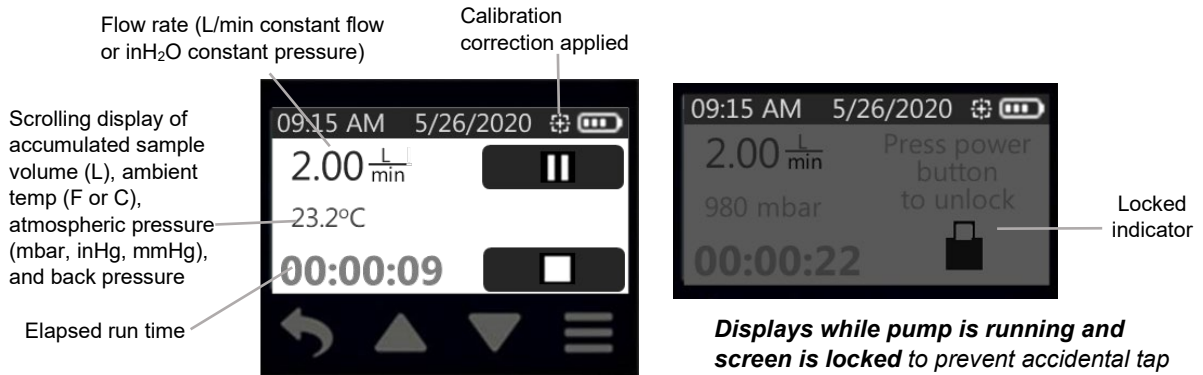 Flow rate (L/min constant flow
or inH₂O constant pressure)
Calibration
correction applied
Scrolling display of
accumulated sample
volume (L), ambient
temp (F or C),
atmospheric pressure
(mbar, inHg, mmHg),
and back pressure
Elapsed run time
09:15 AM 5/26/2020
2.00 L/min
23.2°C
00:00:09
09:15 AM 5/26/2020
2.00 L/min
Press power
button
to unlock
980 mbar
00:00:22
Locked
indicator
Displays while pump is running and
screen is locked to prevent accidental tap